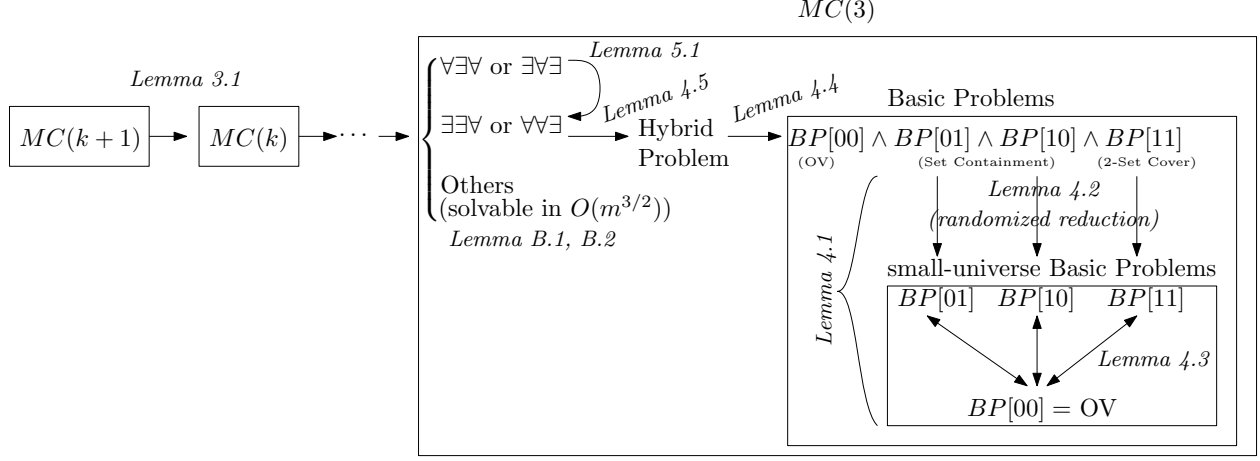 MC(3)
Lemma 3.1
MC(k + 1)
MC(k)
···
∀∃∀ or ∃∀∃
Lemma 5.1
∃∃∀ or ∀∀∃
Lemma 4.5
Hybrid
Problem
Lemma 4.4
Others
(solvable in O(m^{3/2}))
Lemma B.1, B.2
Basic Problems
BP[00] ∧ BP[01] ∧ BP[10] ∧ BP[11]
(OV) (Set Containment) (2-Set Cover)
Lemma 4.2
(randomized reduction)
Lemma 4.1
small-universe Basic Problems
BP[01] BP[10] BP[11]
Lemma 4.3
BP[00] = OV